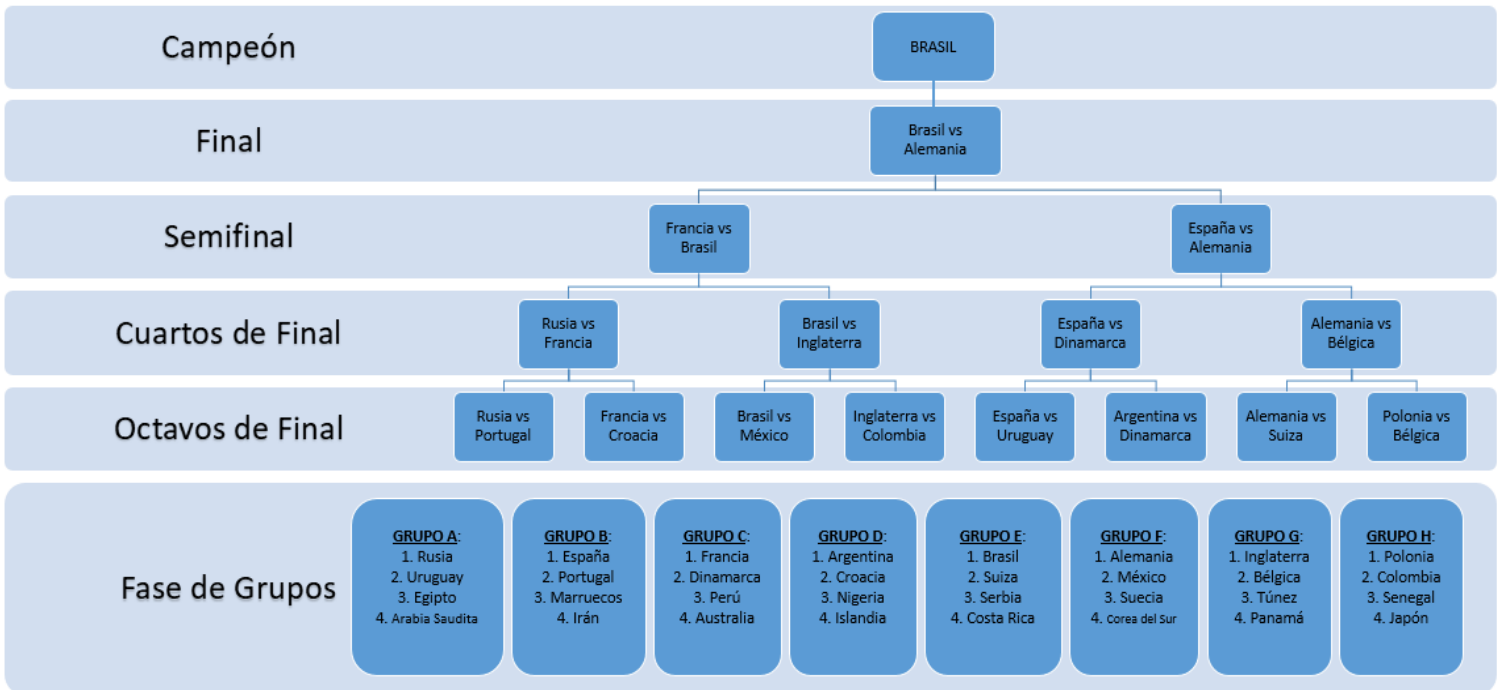 Campeón
BRASIL
Final
Brasil vs
Alemania
Semifinal
Francia vs
Brasil
España vs
Alemania
Cuartos de Final
Rusia vs
Francia
Brasil vs
Inglaterra
España vs
Dinamarca
Alemania vs
Bélgica
Octavos de Final
Rusia vs
Portugal
Francia vs
Croacia
Brasil vs
México
Inglaterra vs
Colombia
España vs
Uruguay
Argentina vs
Dinamarca
Alemania vs
Suiza
Polonia vs
Bélgica
Fase de Grupos
GRUPO A:
1. Rusia
2. Uruguay
3. Egipto
4. Arabia Saudita
GRUPO B:
1. España
2. Portugal
3. Marruecos
4. Irán
GRUPO C:
1. Francia
2. Dinamarca
3. Perú
4. Australia
GRUPO D:
1. Argentina
2. Croacia
3. Nigeria
4. Islandia
GRUPO E:
1. Brasil
2. Suiza
3. Serbia
4. Costa Rica
GRUPO F:
1. Alemania
2. México
3. Suecia
4. Corea del Sur
GRUPO G:
1. Inglaterra
2. Bélgica
3. Túnez
4. Panamá
GRUPO H:
1. Polonia
2. Colombia
3. Senegal
4. Japón